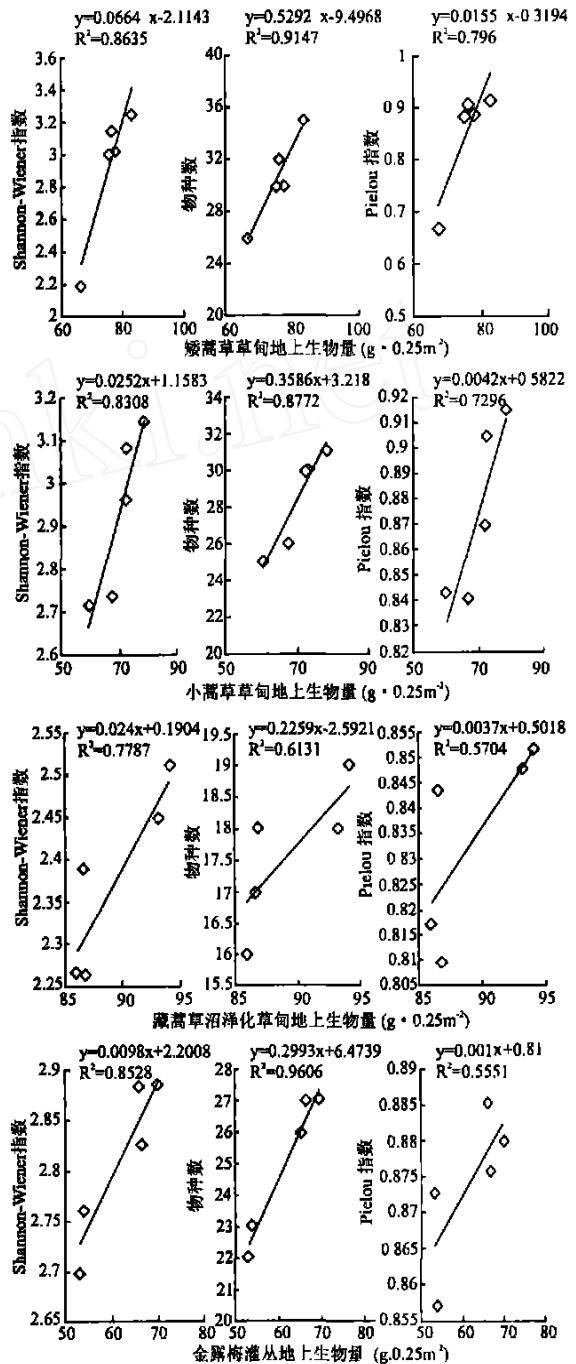 y=0.0664 x-2.1143 y=0.5292 x-9.4968 y=0.0155 x-0.3194
R²=0.8635 R²=0.9147 R²=0.796
Shannon-Wiener指数
3.6
3.4
3.2
3
2.8
2.6
2.4
2.2
2
60 80 100
物种数
40
36
32
28
24
20
60 80 100
Pielou 指数
1
0.9
0.8
0.7
0.6
0.5
60 80 100
矮蒿草草甸地上生物量 (g·0.25m⁻²)
y=0.0252x+1.1583 y=0.3586x+3.218 y=0.0042x+0.5822
R²=0.8308 R²=0.8772 R²=0.7296
Shannon-Wiener指数
3.2
3.1
3
2.9
2.8
2.7
2.6
50 70 90
物种数
34
32
30
28
26
24
22
20
50 70 90
Pielou 指数
0.92
0.91
0.9
0.89
0.88
0.87
0.86
0.85
0.84
0.83
0.82
50 70 90
小蒿草草甸地上生物量 (g·0.25m⁻²)
y=0.024x+0.1904 y=0.2259x-2.5921 y=0.0037x+0.5018
R²=0.7787 R²=0.6131 R²=0.5704
Shannon-Wiener指数
2.55
2.5
2.45
2.4
2.35
2.3
2.25
85 90 95
物种数
19.5
19
18.5
18
17.5
17
16.5
16
15.5
85 90 95
Pielou 指数
0.855
0.85
0.845
0.84
0.835
0.83
0.825
0.82
0.815
0.81
0.805
85 90 95
藏蒿草沼泽化草甸地上生物量 (g·0.25m⁻²)
y=0.0098x+2.2008 y=0.2993x+6.4739 y=0.001x+0.81
R²=0.8528 R²=0.9606 R²=0.5551
Shannon-Wiener指数
2.9
2.85
2.8
2.75
2.7
2.65
50 60 70 80
物种数
28
27
26
25
24
23
22
21
20
50 60 70 80
Pielou 指数
0.89
0.885
0.88
0.875
0.87
0.865
0.86
0.855
50 60 70 80
金露梅灌丛地上生物量 (g.0.25m⁻²)